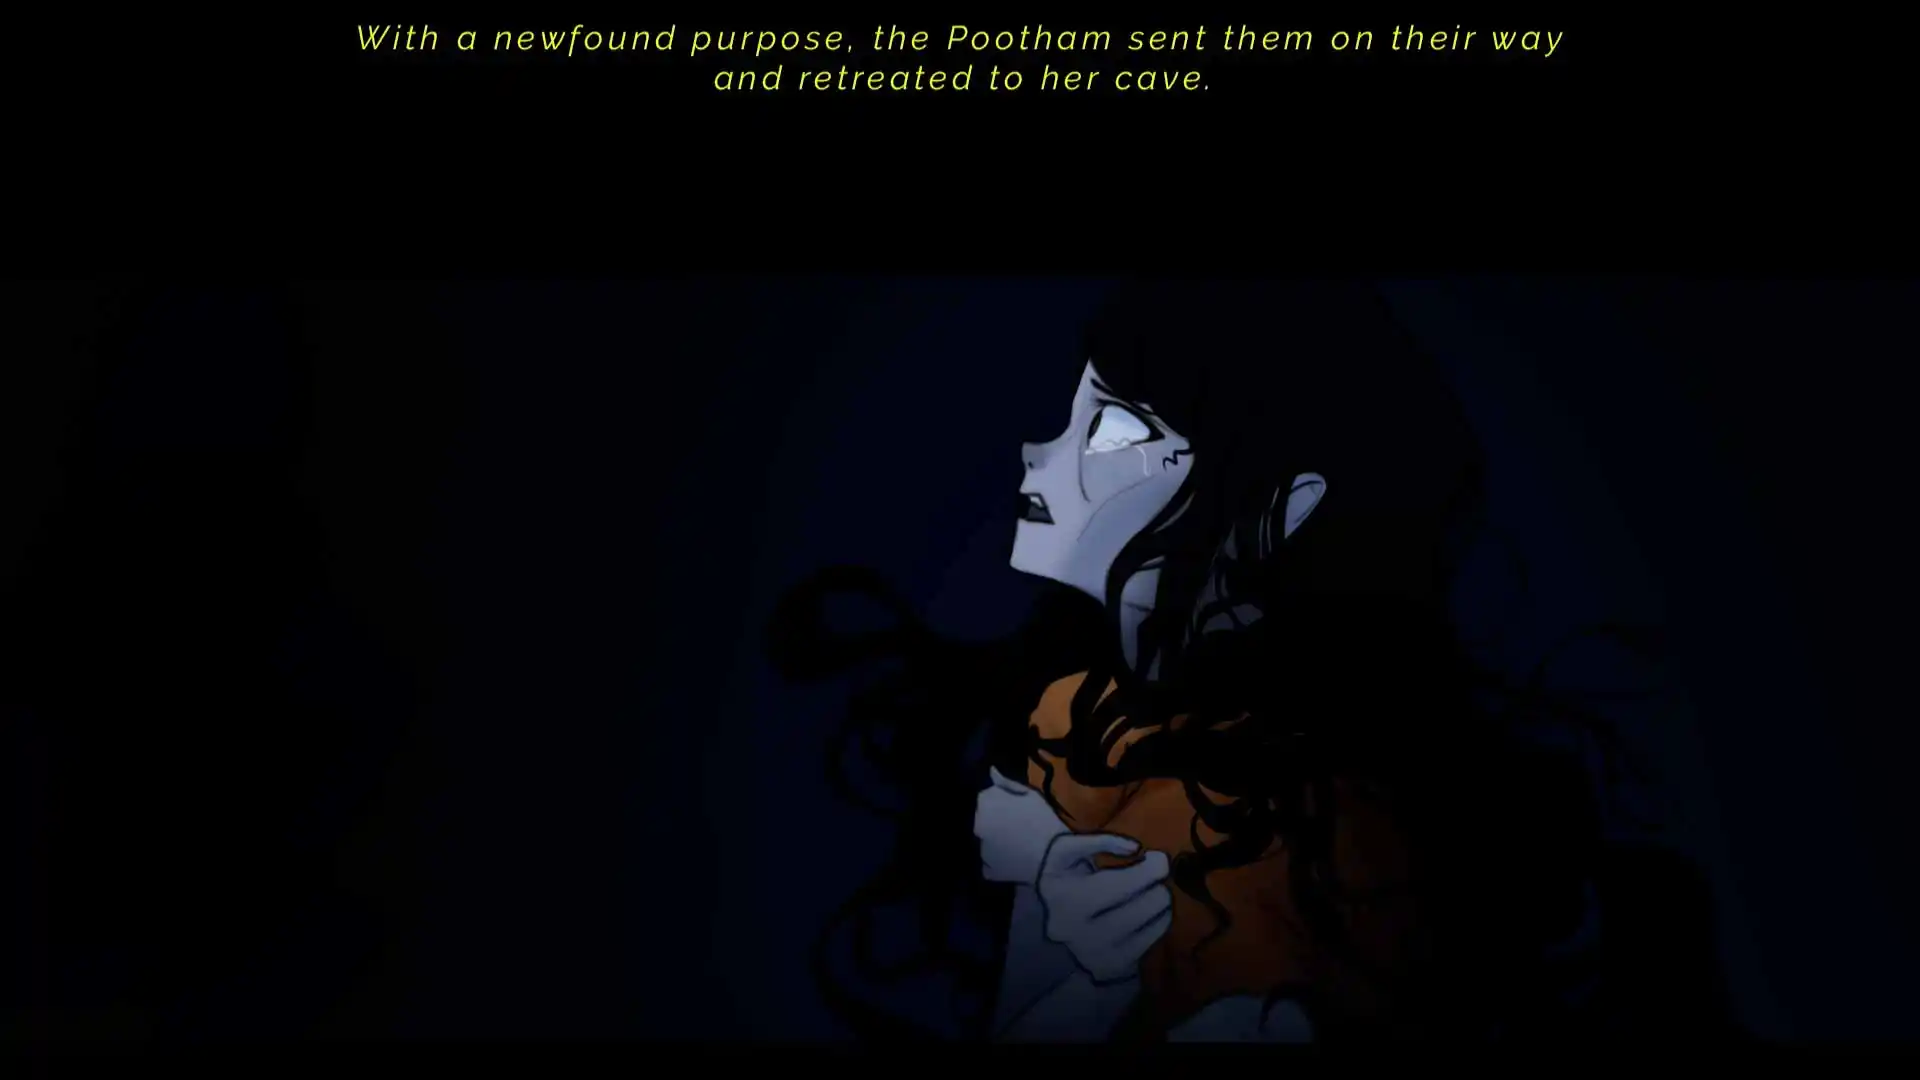 With a newfound purpose, the Pootham sent them on their way
and retreated to her cave.